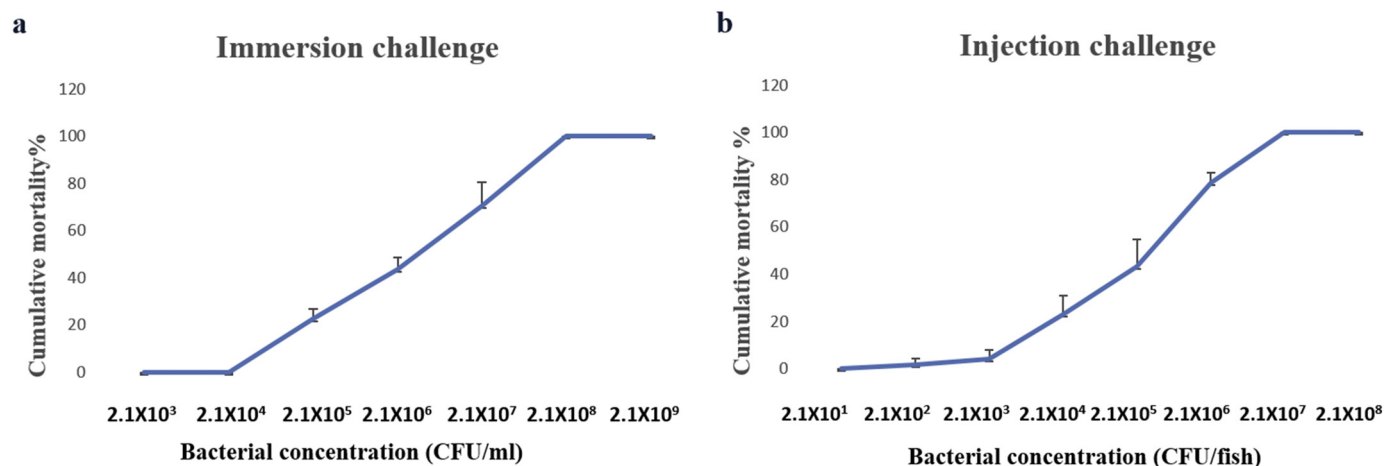 a
Immersion challenge
120
100
80
60
40
20
0
Cumulative mortality%
2.1X10³ 2.1X10⁴ 2.1X10⁵ 2.1X10⁶ 2.1X10⁷ 2.1X10⁸ 2.1X10⁹
Bacterial concentration (CFU/ml)
b
Injection challenge
120
100
80
60
40
20
0
Cumulative mortality %
2.1X10¹ 2.1X10² 2.1X10³ 2.1X10⁴ 2.1X10⁵ 2.1X10⁶ 2.1X10⁷ 2.1X10⁸
Bacterial concentration (CFU/fish)